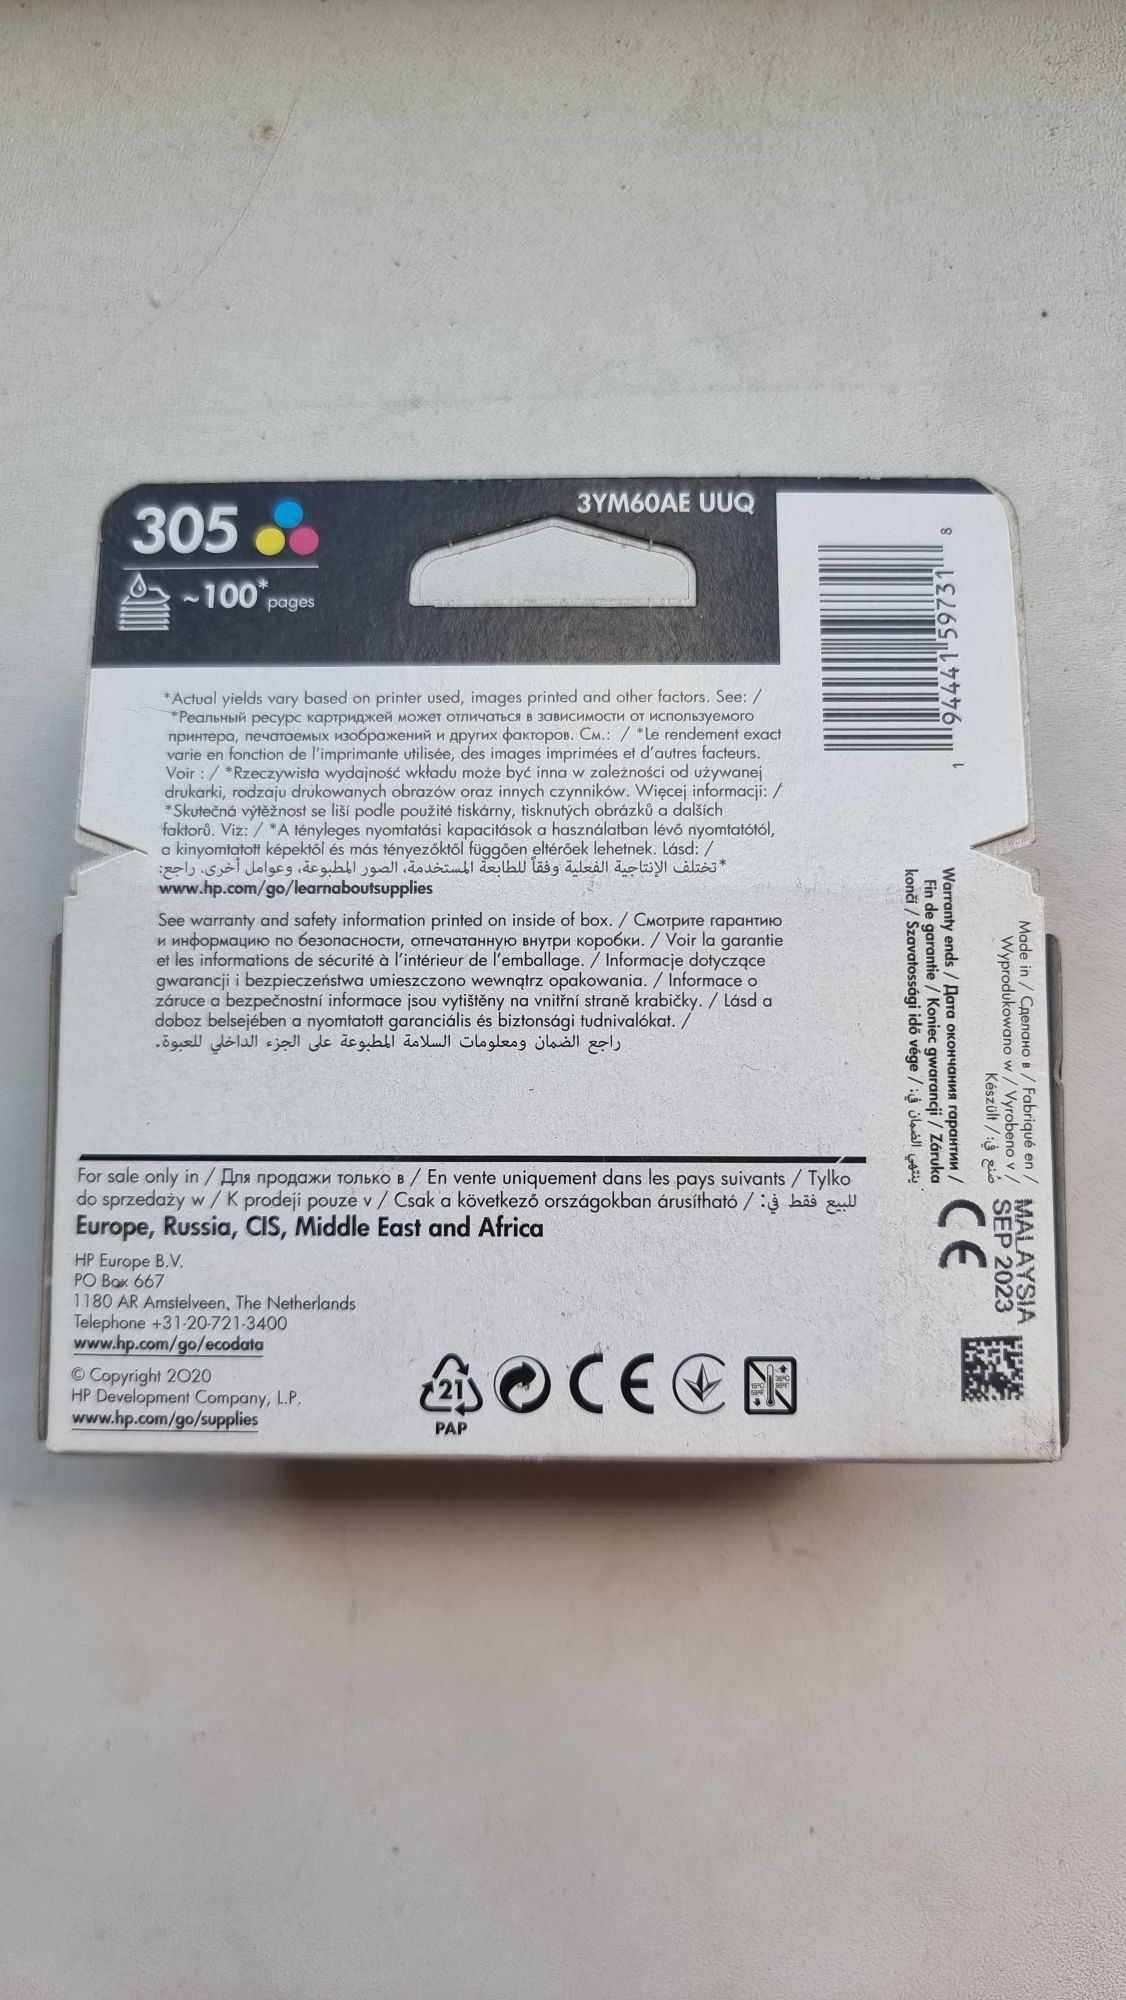 305
3YM60AE UUQ
~100* pages
*Actual yields vary based on printer used, images printed and other factors. See: /
*Реальный ресурс картриджей может отличаться в зависимости от используемого
принтера, печатаемых изображений и других факторов. См.: / *Le rendement exact
varie en fonction de l'imprimante utilisée, des images imprimées et d'autres facteurs.
Voir : / *Rzeczywista wydajność wkładu może być inna w zależności od używanej
drukarki, rodzaju drukowanych obrazów oraz innych czynników. Więcej informacji: /
*Skutečná výtěžnost se liší podle použité tiskárny, tisknutých obrázků a dalších
faktorů. Viz: / *A tényleges nyomtatási kapacitások a használatban lévő nyomtatótól,
a kinyomtatott képektől és más tényezőktől függően eltérőek lehetnek. Lásd: /
*تختلف الإنتاجية الفعلية وفقاً للطابعة المستخدمة، الصور المطبوعة، وعوامل أخرى. راجع:
www.hp.com/go/learnaboutsupplies
See warranty and safety information printed on inside of box. / Смотрите гарантию
и информацию по безопасности, отпечатанную внутри коробки. / Voir la garantie
et les informations de sécurité à l'intérieur de l'emballage. / Informacje dotyczące
gwarancji i bezpieczeństwa umieszczono wewnątrz opakowania. / Informace o
záruce a bezpečnostní informace jsou vytištěny na vnitřní straně krabičky. / Lásd a
doboz belsejében a nyomtatott garanciális és biztonsági tudnivalókat. /
راجع الضمان ومعلومات السلامة المطبوعة على الجزء الداخلي للعبوة.
For sale only in / Для продажи только в / En vente uniquement dans les pays suivants / Tylko
do sprzedaży w / K prodeji pouze v / Csak a következő országokban árusítható / للبيع فقط في:
Europe, Russia, CIS, Middle East and Africa
HP Europe B.V.
PO Box 667
1180 AR Amstelveen, The Netherlands
Telephone +31-20-721-3400
www.hp.com/go/ecodata
© Copyright 2020
HP Development Company, L.P.
www.hp.com/go/supplies
21
PAP
CE
15°C
59°F
35°C
95°F
8
1
Warranty ends / Дата окончания гарантии /
Fin de garantie / Koniec gwarancji / Záruka
končí / Szavatossági idő vége / ينتهي الضمان في:
CE
Made in / Сделано в / Fabriqué en /
Wyprodukowano w / Vyrobeno v /
Készült / صُنع في:
MALAYSIA
SEP 2023